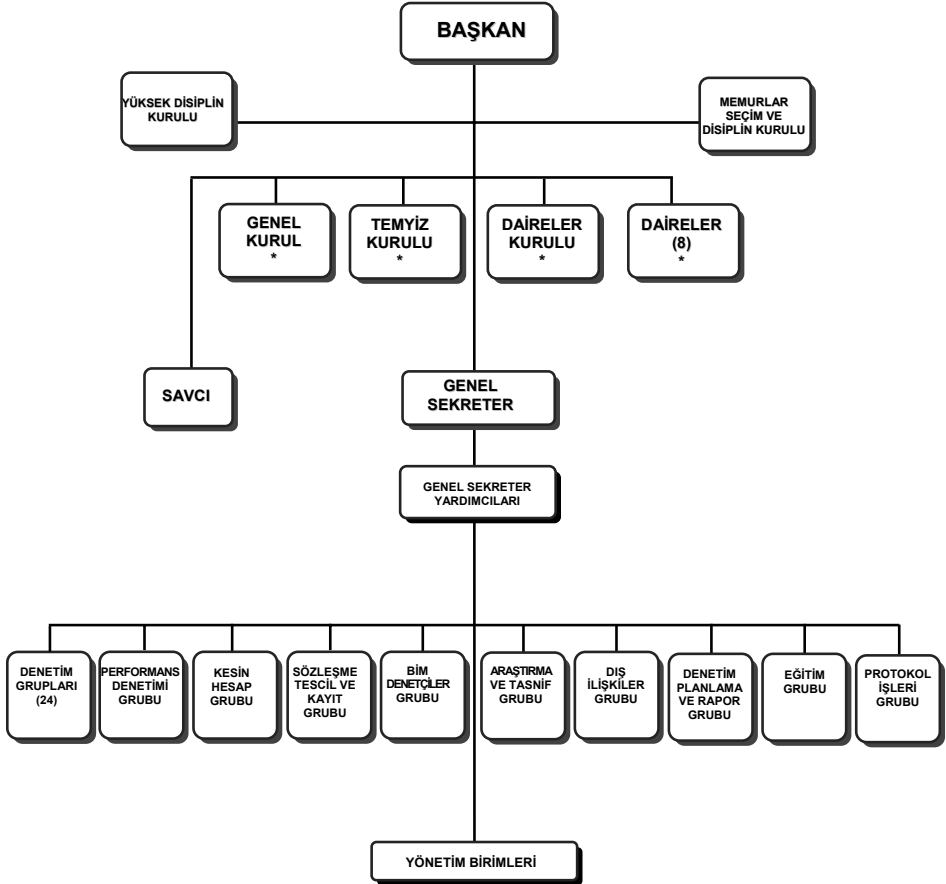 BAŞKAN
YÜKSEK DİSİPLİN
KURULU
MEMURLAR
SEÇİM VE
DİSİPLİN KURULU
GENEL
KURUL
*
TEMYİZ
KURULU
*
DAİRELER
KURULU
*
DAİRELER
(8)
*
SAVCI
GENEL
SEKRETER
GENEL SEKRETER
YARDIMCILARI
DENETİM
GRUPLARI
(24)
PERFORMANS
DENETİMİ
GRUBU
KESİN
HESAP
GRUBU
SÖZLEŞME
TESCİL VE
KAYIT
GRUBU
BİM
DENETÇİLER
GRUBU
ARAŞTIRMA
VE TASNİF
GRUBU
DIŞ
İLİŞKİLER
GRUBU
DENETİM
PLANLAMA
VE RAPOR
GRUBU
EĞİTİM
GRUBU
PROTOKOL
İŞLERİ
GRUBU
YÖNETİM BİRİMLERİ